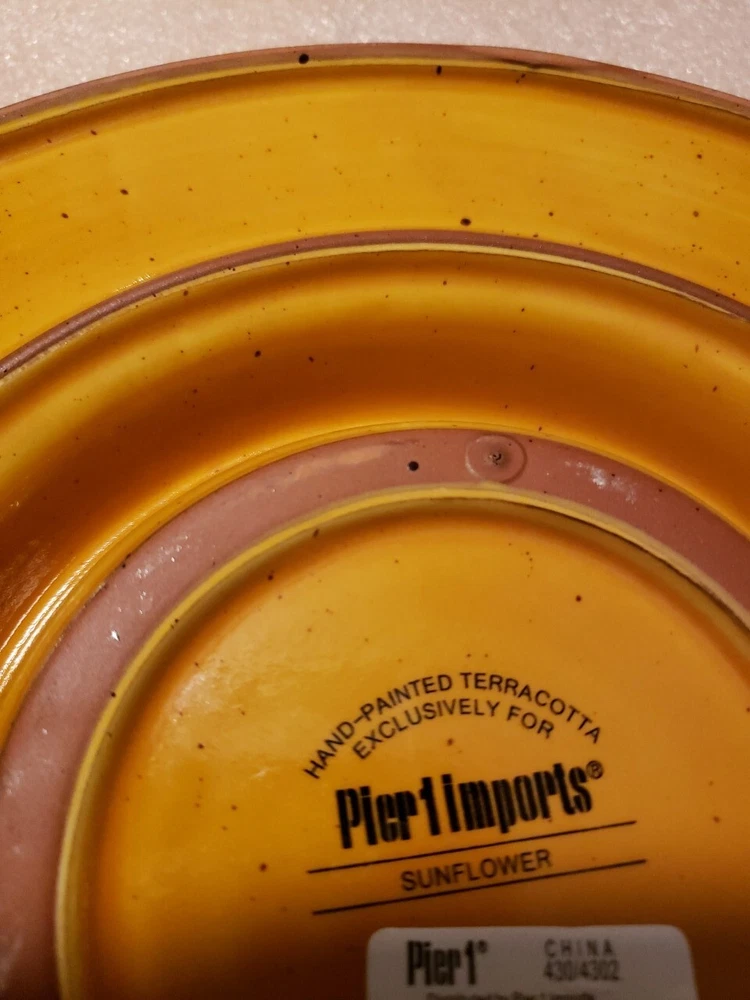 HAND-PAINTED TERRACOTTA
EXCLUSIVELY FOR
Pier 1 imports®
SUNFLOWER
Pier 1®
CHINA
430/4302